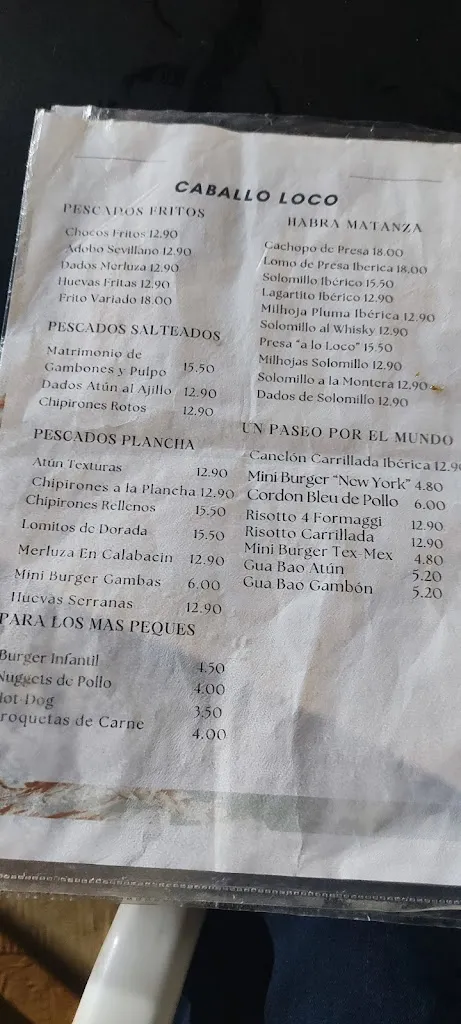 CABALLO LOCO
PESCADOS FRITOS
Chocos Fritos 12.90
Adobo Sevillano 12.90
Dados Merluza 12.90
Huevas Fritas 12.90
Frito Variado 18.00
PESCADOS SALTEADOS
Matrimonio de
Gambones y Pulpo 15.50
Dados Atún al Ajillo 12.90
Chipirones Rotos 12.90
PESCADOS PLANCHA
Atún Texturas 12.90
Chipirones a la Plancha 12.90
Chipirones Rellenos 15.50
Lomitos de Dorada 15.50
Merluza En Calabacin 12.90
Mini Burger Gambas 6.00
Huevas Serranas 12.90
PARA LOS MAS PEQUES
Burger Infantil 4.50
Nuggets de Pollo 4.00
Hot-Dog 3.50
roquetas de Carne 4.00
HABRA MATANZA
Cachopo de Presa 18.00
Lomo de Presa Iberica 18.00
Solomillo Ibérico 15.50
Lagartito Ibérico 12.90
Milhoja Pluma Ibérica 12.90
Solomillo al Whisky 12.90
Presa "a lo Loco" 15.50
Milhojas Solomillo 12.90
Solomillo a la Montera 12.90
Dados de Solomillo 12.90
UN PASEO POR EL MUNDO
Canelón Carrillada Ibérica 12.90
Mini Burger "New York" 4.80
Cordon Bleu de Pollo 6.00
Risotto 4 Formaggi 12.90
Risotto Carrillada 12.90
Mini Burger Tex-Mex 4.80
Gua Bao Atún 5.20
Gua Bao Gambón 5.20